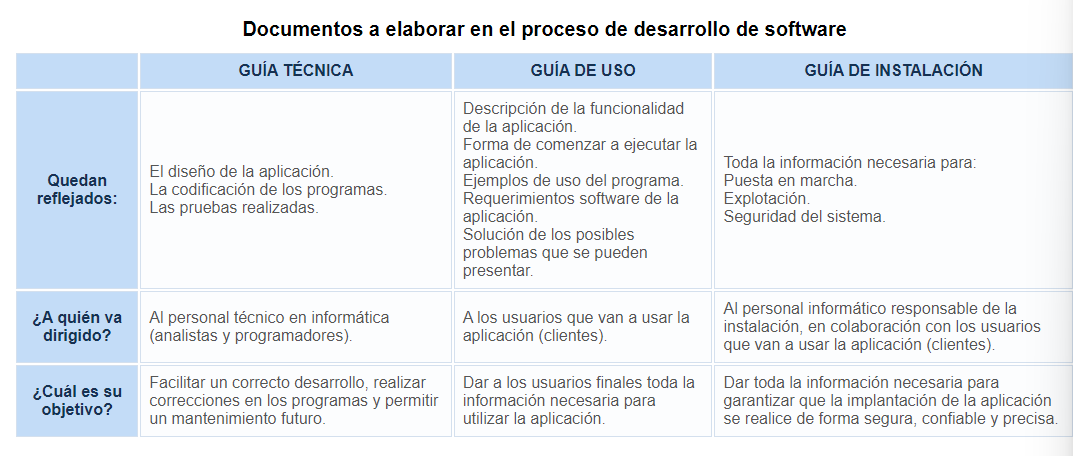 Documentos a elaborar en el proceso de desarrollo de software
GUÍA TÉCNICA
GUÍA DE USO
GUÍA DE INSTALACIÓN
Quedan
reflejados:
El diseño de la aplicación.
La codificación de los programas.
Las pruebas realizadas.
Descripción de la funcionalidad
de la aplicación.
Forma de comenzar a ejecutar la
aplicación.
Ejemplos de uso del programa.
Requerimientos software de la
aplicación.
Solución de los posibles
problemas que se pueden
presentar.
Toda la información necesaria para:
Puesta en marcha.
Explotación.
Seguridad del sistema.
¿A quién va
dirigido?
Al personal técnico en informática
(analistas y programadores).
A los usuarios que van a usar la
aplicación (clientes).
Al personal informático responsable de la
instalación, en colaboración con los usuarios
que van a usar la aplicación (clientes).
¿Cuál es su
objetivo?
Facilitar un correcto desarrollo, realizar
correcciones en los programas y permitir
un mantenimiento futuro.
Dar a los usuarios finales toda la
información necesaria para
utilizar la aplicación.
Dar toda la información necesaria para
garantizar que la implantación de la aplicación
se realice de forma segura, confiable y precisa.